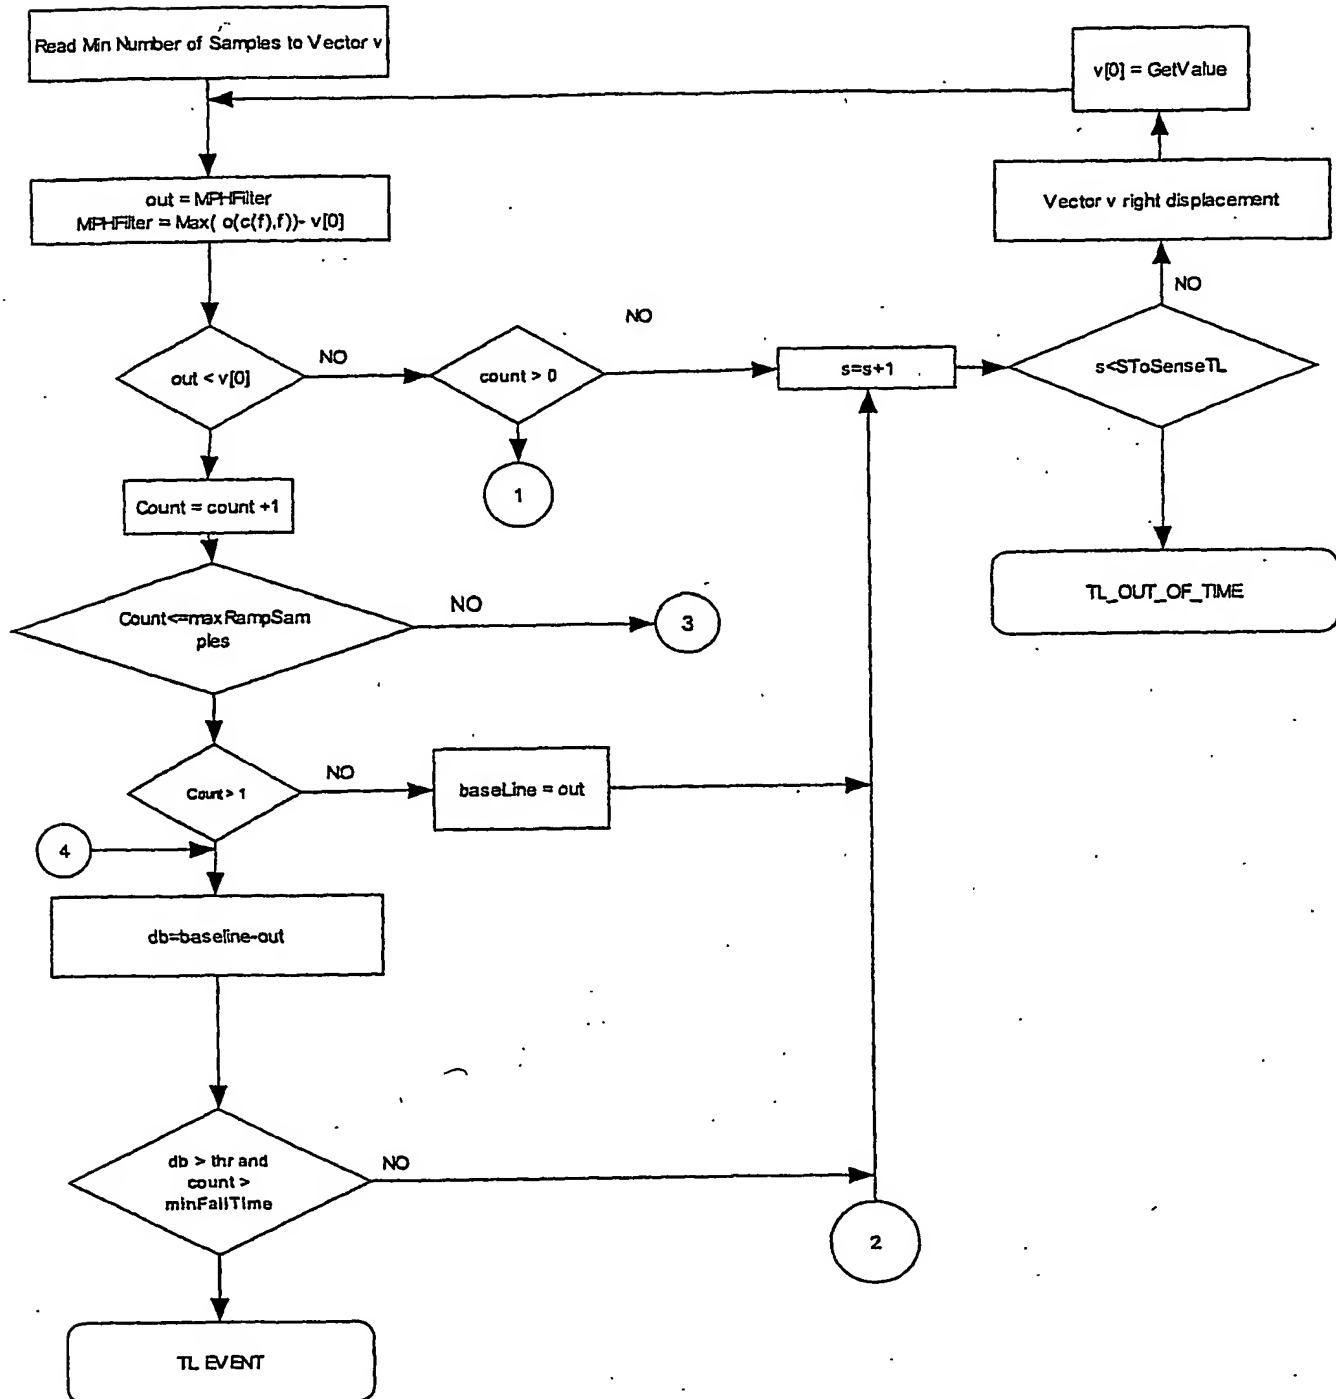 Read Min Number of Samples to Vector v
v[0] = GetValue
out = MPHFilter
MPHFilter = Max( o(c(f),f))- v[0]
Vector v right displacement
NO
out < v[0]
NO
count > 0
NO
s=s+1
s<SToSenseTL
1
Count = count +1
TL_OUT_OF_TIME
Count<=maxRampSam
ples
NO
3
Count > 1
NO
baseLine = out
4
db=baseline-out
db > thr and
count >
minFallTime
NO
2
TL EVENT